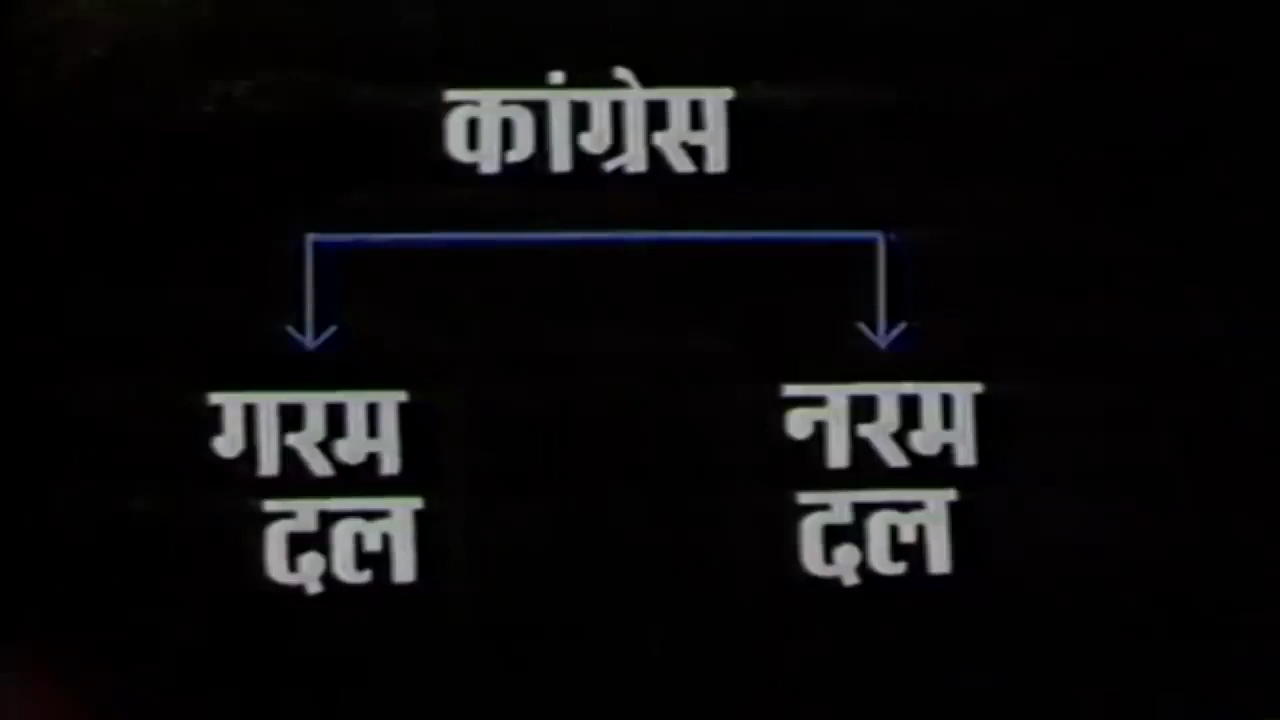 कांग्रेस
गरम
दल
नरम
दल